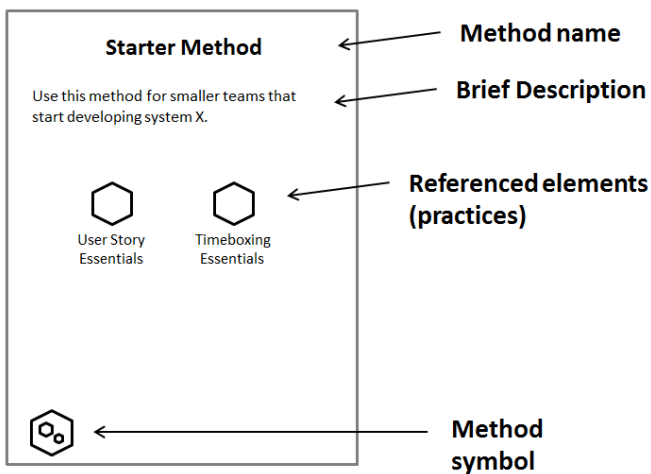 Starter Method
Method name
Use this method for smaller teams that
start developing system X.
Brief Description
Referenced elements
(practices)
User Story
Essentials
Timeboxing
Essentials
Method
symbol